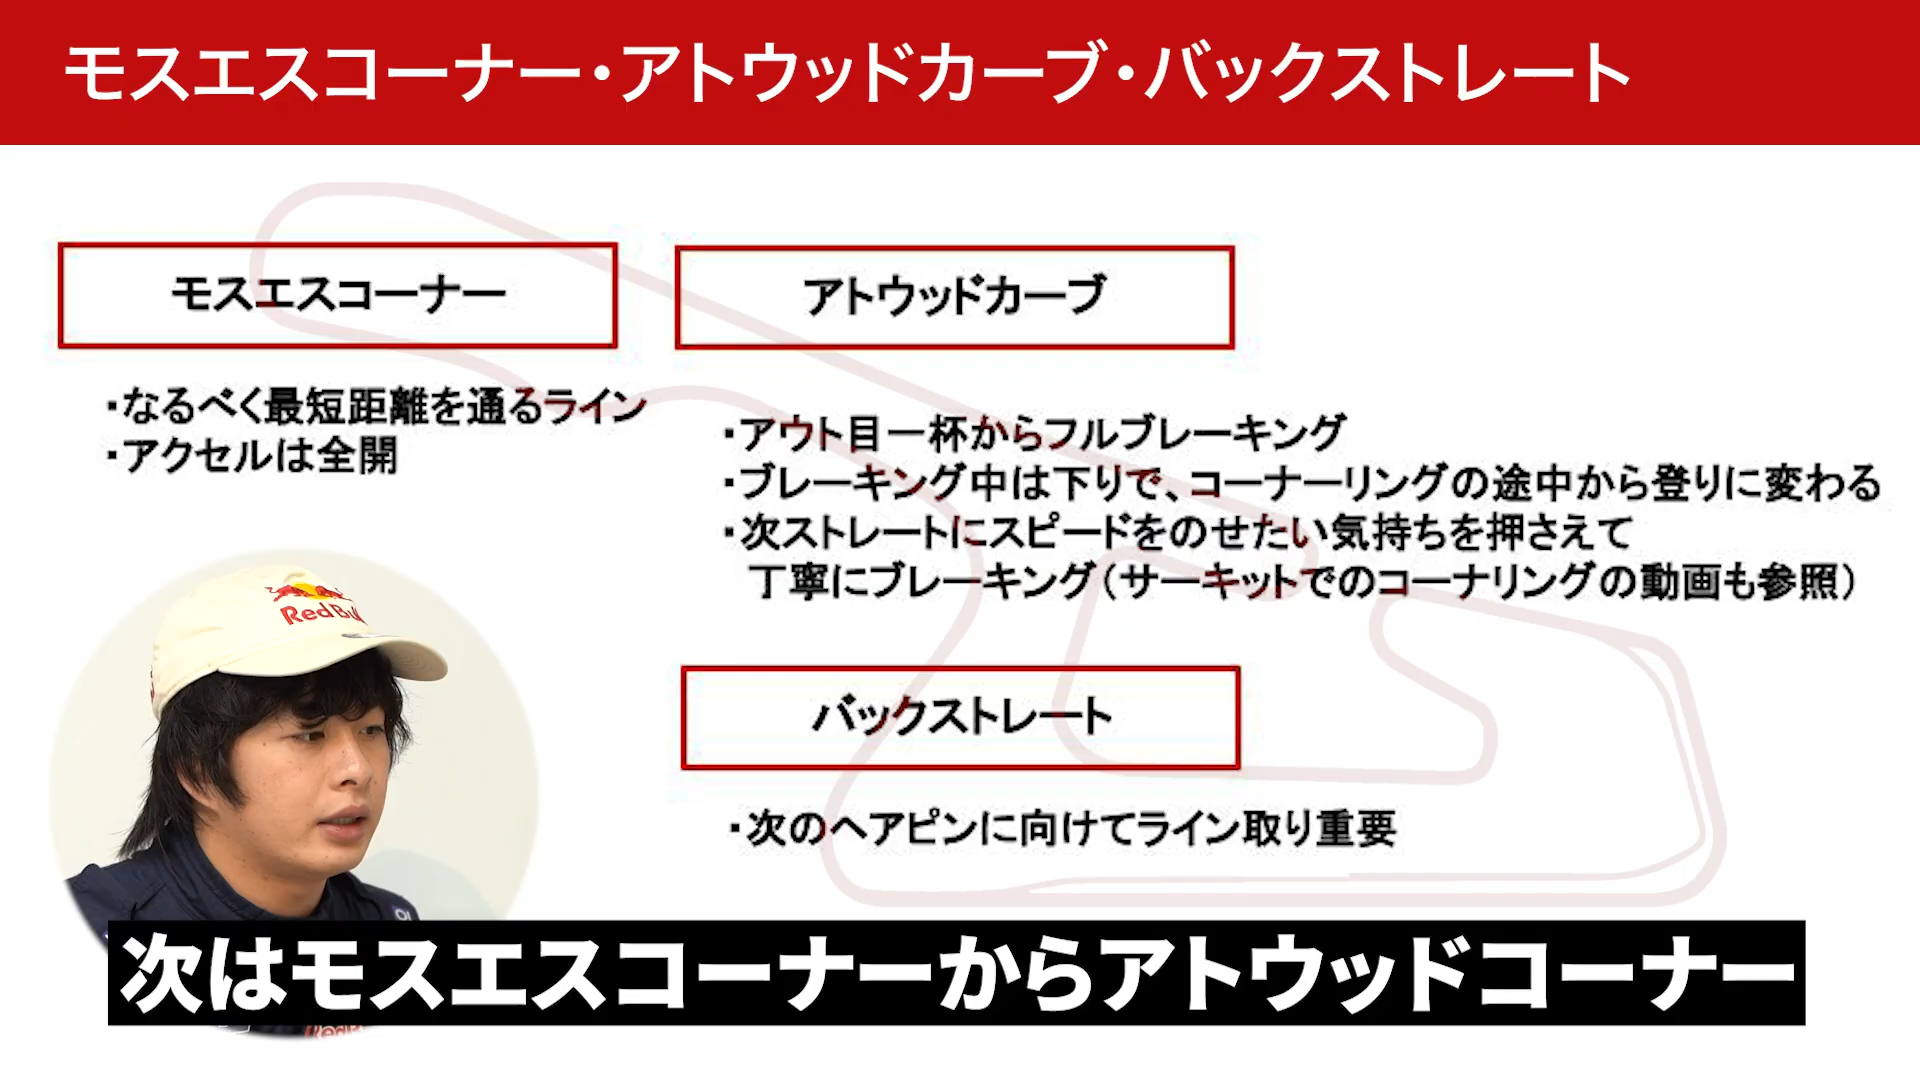 モスエスコーナー・アトウッドカーブ・バックストレート
モスエスコーナー
・なるべく最短距離を通るライン
・アクセルは全開
アトウッドカーブ
・アウト目一杯からフルブレーキング
・ブレーキング中は下りで、コーナーリングの途中から登りに変わる
・次ストレートにスピードをのせたい気持ちを押さえて
丁寧にブレーキング（サーキットでのコーナリングの動画も参照）
バックストレート
・次のヘアピンに向けてライン取り重要
RedBull
次はモスエスコーナーからアトウッドコーナー